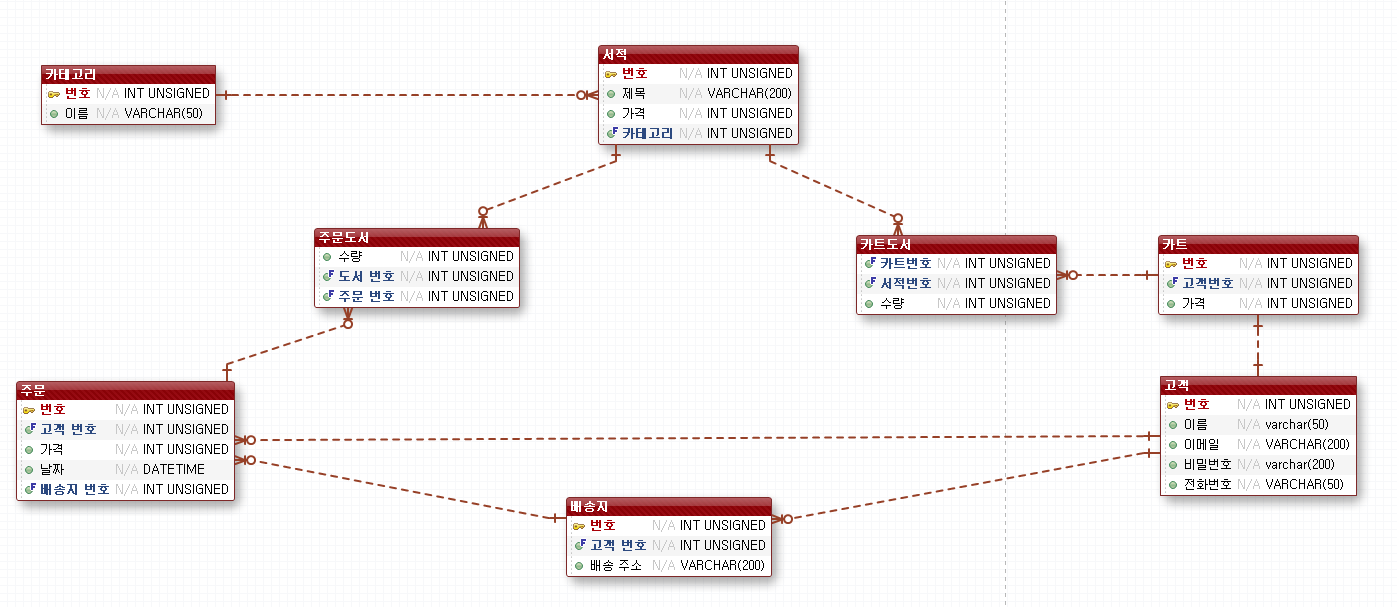 카테고리
번호 N/A INT UNSIGNED
이름 N/A VARCHAR(50)
서적
번호 N/A INT UNSIGNED
제목 N/A VARCHAR(200)
가격 N/A INT UNSIGNED
카테고리 N/A INT UNSIGNED
주문도서
수량 N/A INT UNSIGNED
도서 번호 N/A INT UNSIGNED
주문 번호 N/A INT UNSIGNED
카트도서
카트번호 N/A INT UNSIGNED
서적번호 N/A INT UNSIGNED
수량 N/A INT UNSIGNED
카트
번호 N/A INT UNSIGNED
고객번호 N/A INT UNSIGNED
가격 N/A INT UNSIGNED
주문
번호 N/A INT UNSIGNED
고객 번호 N/A INT UNSIGNED
가격 N/A INT UNSIGNED
날짜 N/A DATETIME
배송지 번호 N/A INT UNSIGNED
고객
번호 N/A INT UNSIGNED
이름 N/A varchar(50)
이메일 N/A VARCHAR(200)
비밀번호 N/A varchar(200)
전화번호 N/A VARCHAR(50)
배송지
번호 N/A INT UNSIGNED
고객 번호 N/A INT UNSIGNED
배송 주소 N/A VARCHAR(200)